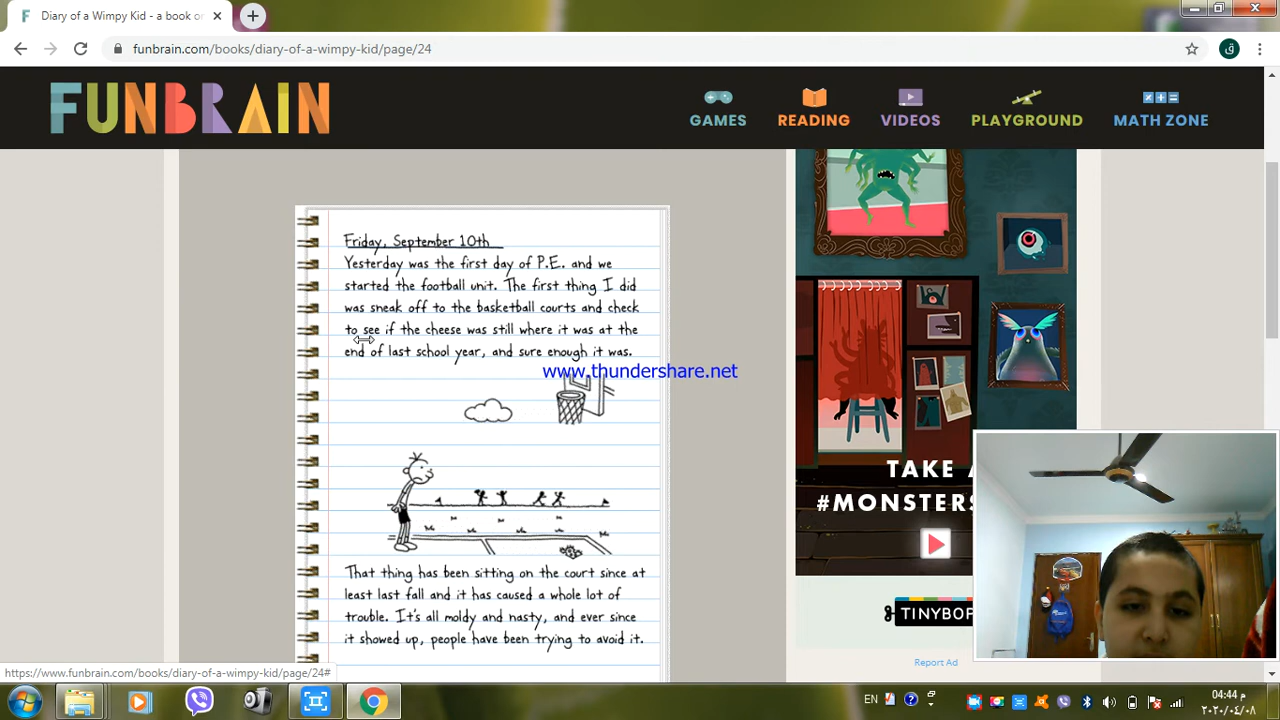 Diary of a Wimpy Kid - a book or
funbrain.com/books/diary-of-a-wimpy-kid/page/24
ق
FUNBRAIN
GAMES
READING
VIDEOS
PLAYGROUND
MATH ZONE
Friday, September 10th
Yesterday was the first day of P.E. and we
started the football unit. The first thing I did
was sneak off to the basketball courts and check
to see if the cheese was still where it was at the
end of last school year, and sure enough it was.
www.thundershare.net
That thing has been sitting on the court since at
least last fall and it has caused a whole lot of
trouble. It's all moldy and nasty, and ever since
it showed up, people have been trying to avoid it.
TAKE A
#MONSTERS
TINYBOP
Report Ad
https://www.funbrain.com/books/diary-of-a-wimpy-kid/page/24#
EN
04:44 م
٢٠٢٠/٠٤/٠٨